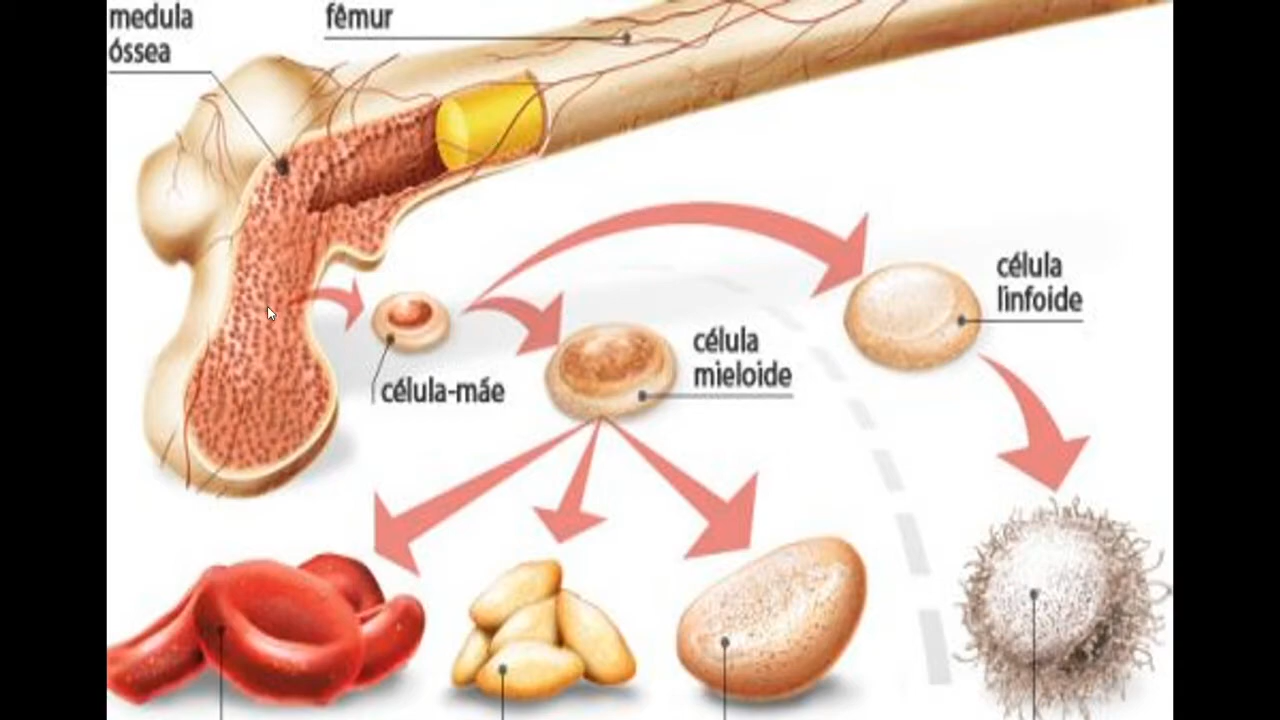 medula
óssea
fêmur
célula
linfoide
célula
mieloide
célula-mãe